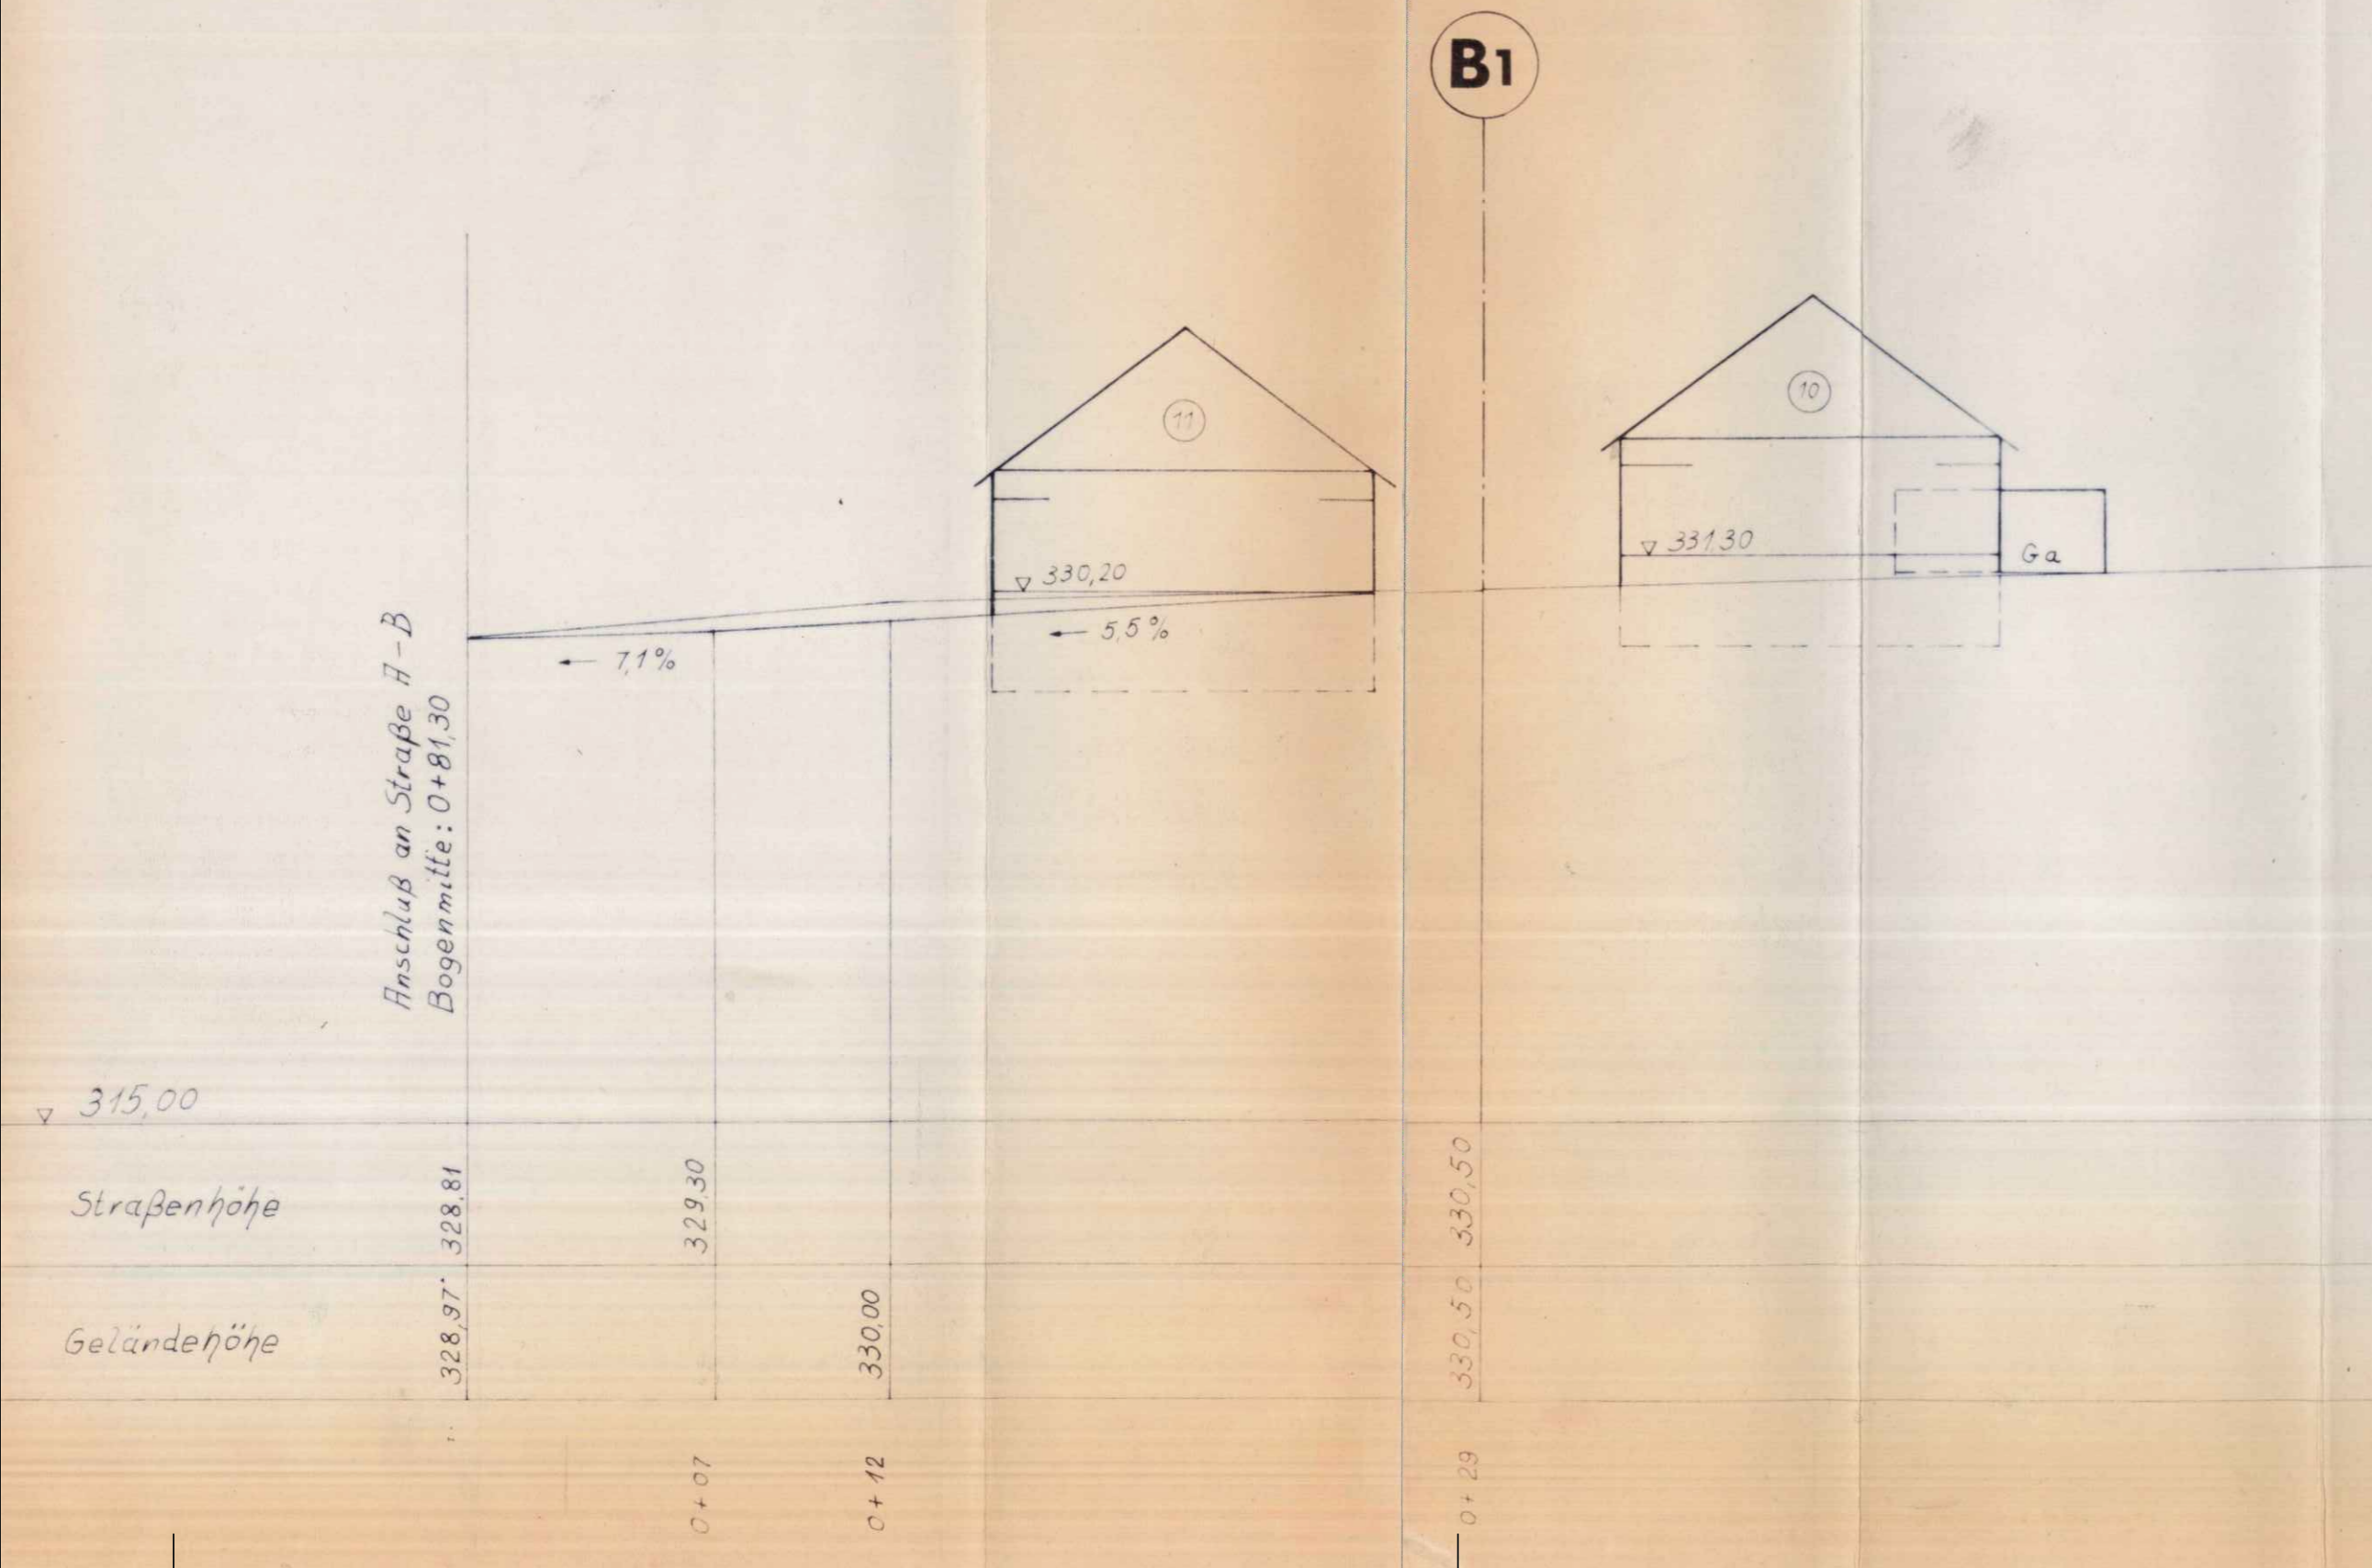 B1
11
10
331.30
Ga
330,20
5,5%
7,1%
Anschluß an Straße A-B
Bogenmitte: 0+81,30
315,00
Straßenhöhe
328,81
329,30
330,50
Geländehöhe
328,97
330,00
330,50
0+07
0+12
0+29